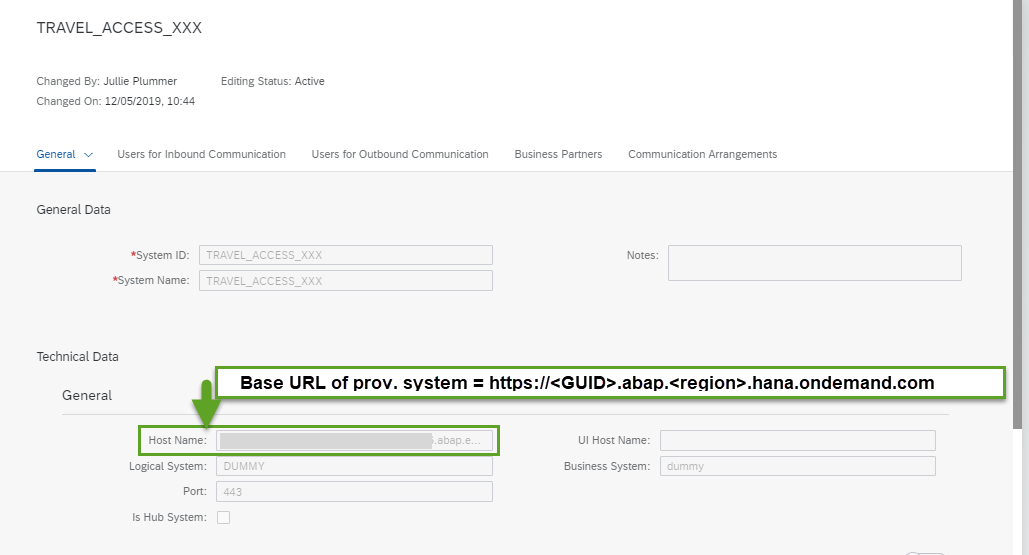 TRAVEL_ACCESS_XXX
Changed By: Jullie Plummer Editing Status: Active
Changed On: 12/05/2019, 10:44
General Users for Inbound Communication Users for Outbound Communication Business Partners Communication Arrangements
General Data
*System ID: TRAVEL_ACCESS_XXX Notes:
*System Name: TRAVEL_ACCESS_XXX
Technical Data
Base URL of prov. system = https://<GUID>.abap.<region>.hana.ondemand.com
General
Host Name: .abap.e... UI Host Name:
Logical System: DUMMY Business System: dummy
Port: 443
Is Hub System: